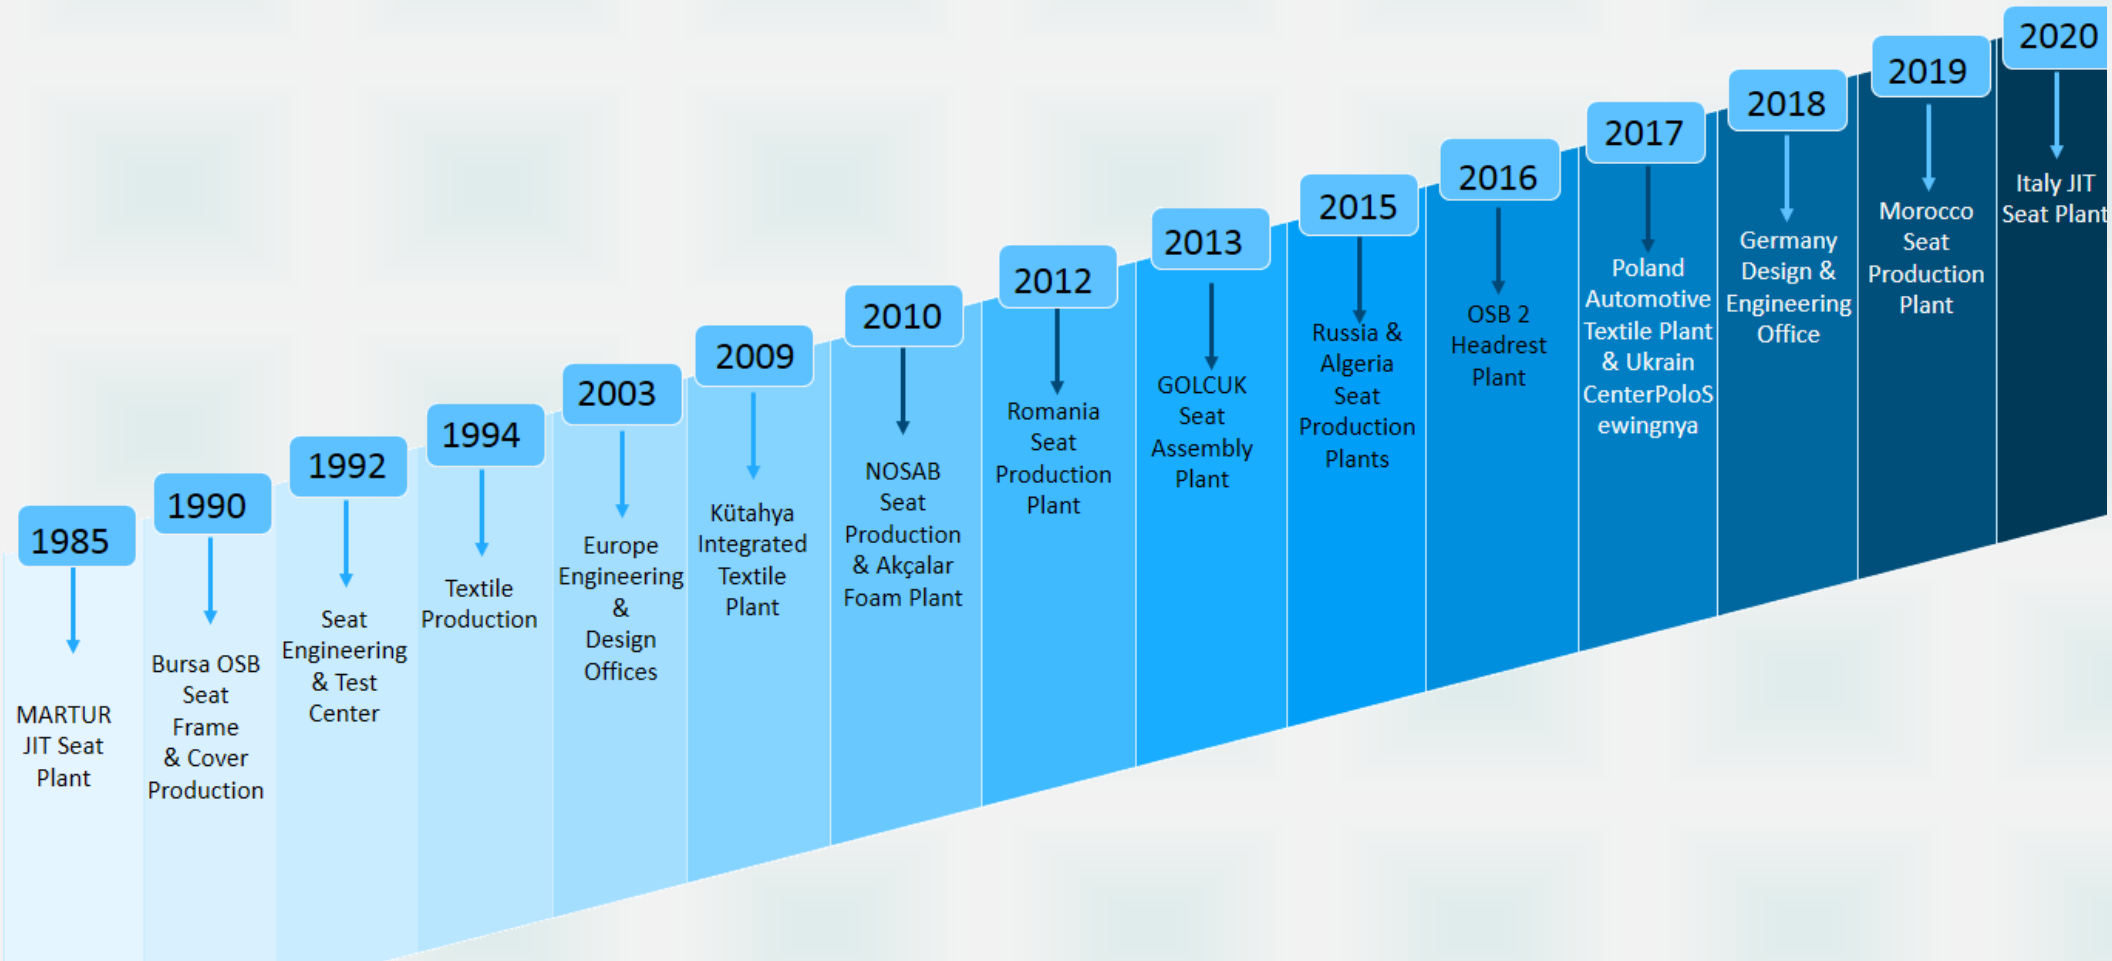 1985
MARTUR
JIT Seat
Plant
1990
Bursa OSB
Seat
Frame
& Cover
Production
1992
Seat
Engineering
& Test
Center
1994
Textile
Production
2003
Europe
Engineering
&
Design
Offices
2009
Kütahya
Integrated
Textile
Plant
2010
NOSAB
Seat
Production
& Akçalar
Foam Plant
2012
Romania
Seat
Production
Plant
2013
GOLCUK
Seat
Assembly
Plant
2015
Russia &
Algeria
Seat
Production
Plants
2016
OSB 2
Headrest
Plant
2017
Poland
Automotive
Textile Plant
& Ukrain
CenterPoloS
ewingnya
2018
Germany
Design &
Engineering
Office
2019
Morocco
Seat
Production
Plant
2020
Italy JIT
Seat Plant